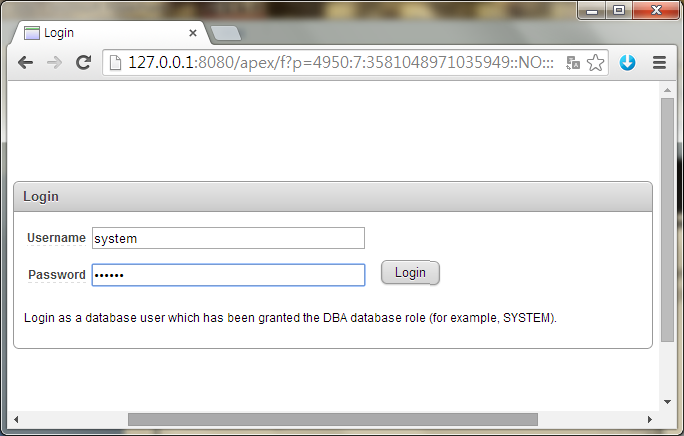 Login
127.0.0.1:8080/apex/f?p=4950:7:3581048971035949::NO:::
Login
Username system
Password ••••••
Login
Login as a database user which has been granted the DBA database role (for example, SYSTEM).